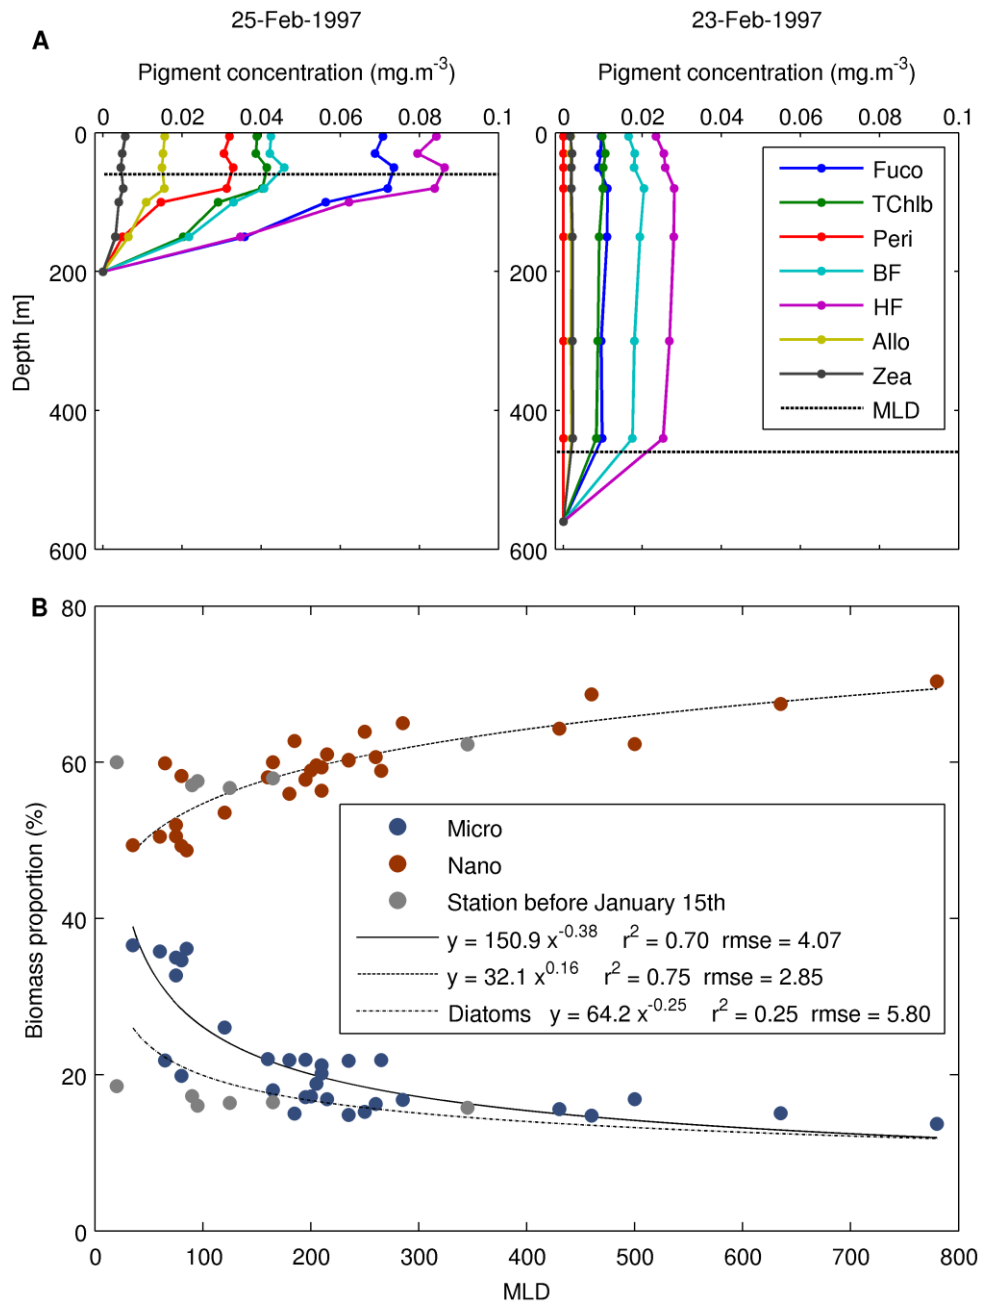 25-Feb-1997 23-Feb-1997
A
Pigment concentration (mg.m-3) Pigment concentration (mg.m-3)
0 0.02 0.04 0.06 0.08 0.1 0 0.02 0.04 0.06 0.08 0.1
0 0
200 200
400 400
600 600
Depth [m]
Fuco
TChlb
Peri
BF
HF
Allo
Zea
MLD
B
80
60
40
20
0
Biomass proportion (%)
Micro
Nano
Station before January 15th
y = 150.9 x-0.38 r2 = 0.70 rmse = 4.07
y = 32.1 x0.16 r2 = 0.75 rmse = 2.85
Diatoms y = 64.2 x-0.25 r2 = 0.25 rmse = 5.80
0 100 200 300 400 500 600 700 800
MLD